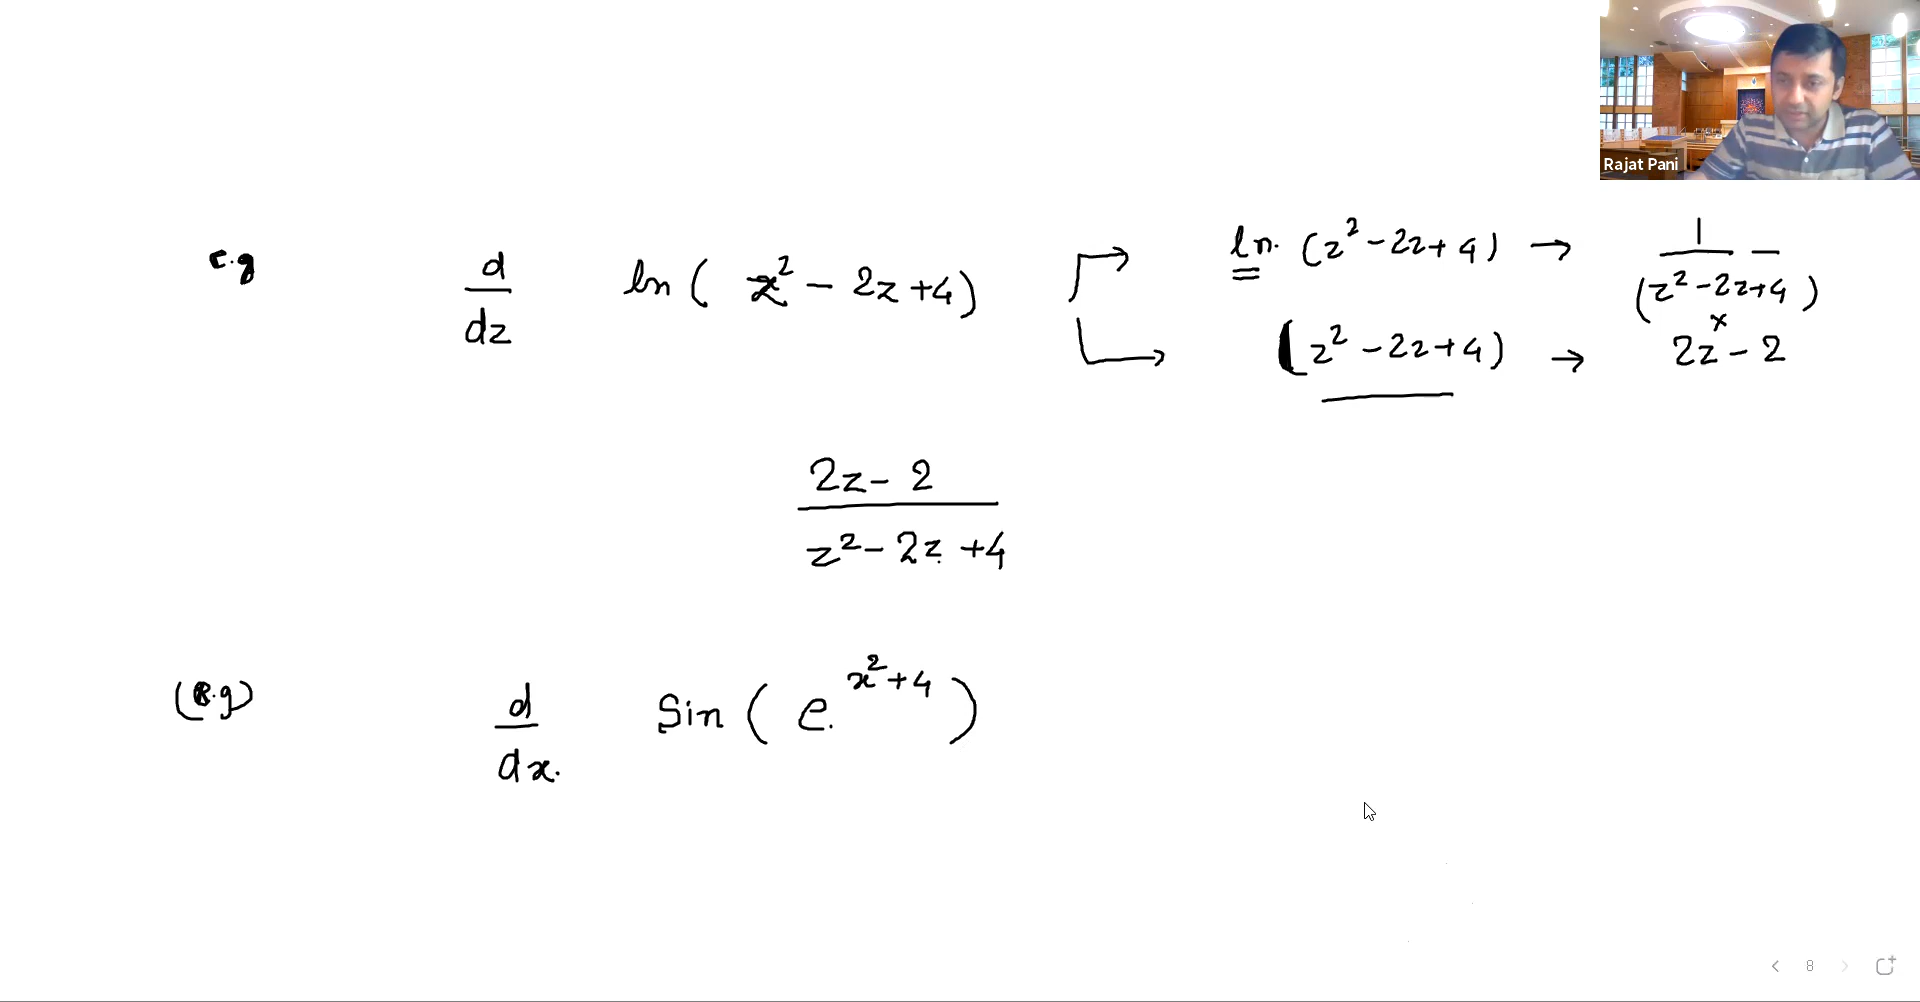 Rajat Pani
e.g d/dz ln( z² - 2z +4)
ln. (z² - 2z + 4) → 1/(z² - 2z+4)
×
(z² - 2z + 4) → 2z - 2
2z - 2
z² - 2z +4
(e.g) d/dx. Sin ( e.^x²+4 )
8